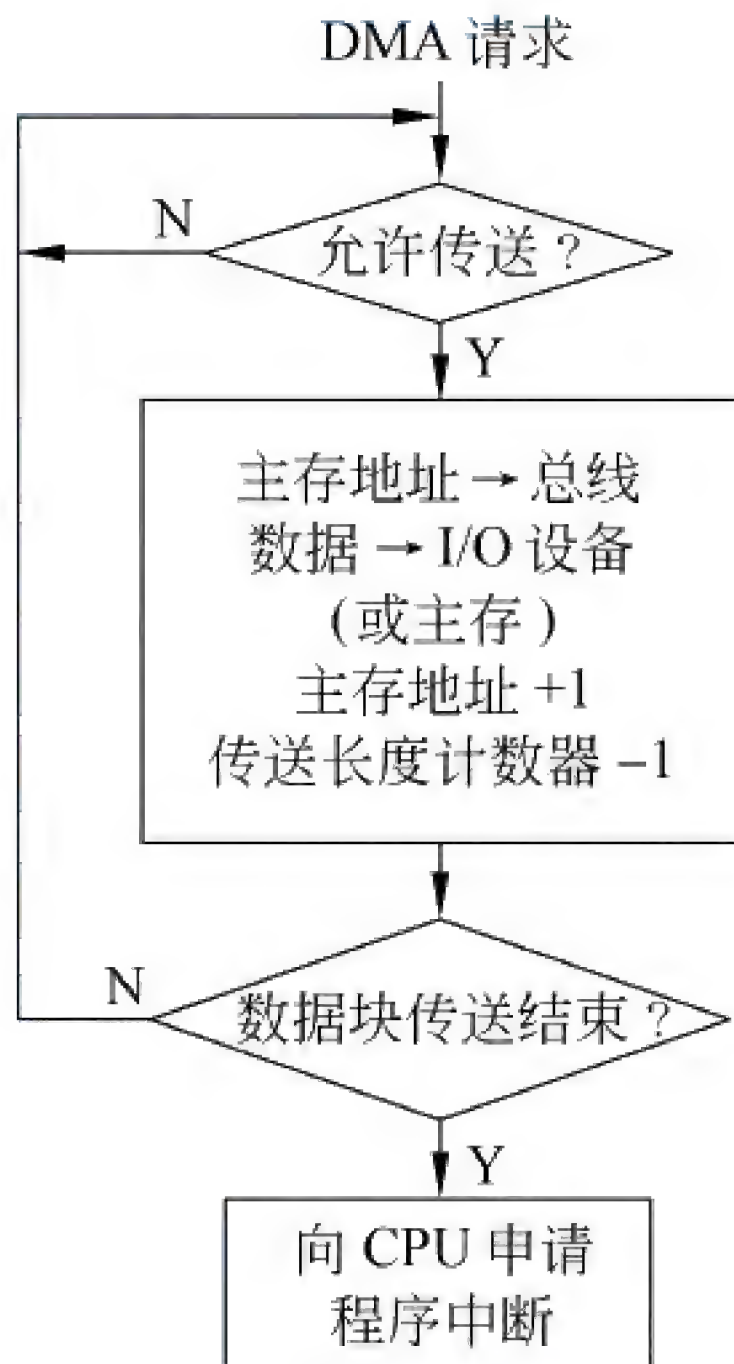 DMA 请求
N
允许传送？
Y
主存地址→总线
数据→I/O 设备
(或主存)
主存地址+1
传送长度计数器-1
N
数据块传送结束？
Y
向 CPU 申请
程序中断